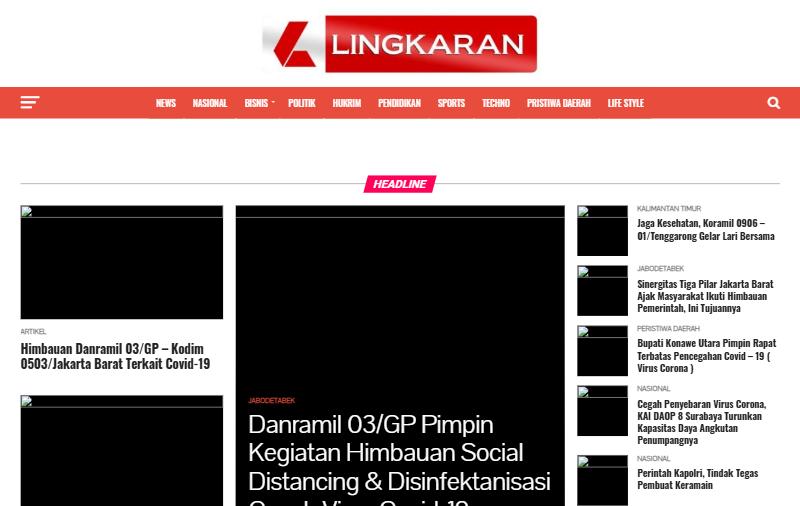 LINGKARAN
NEWS NASIONAL BISNIS POLITIK HUKRIM PENDIDIKAN SPORTS TECHNO PRISTIWA DAERAH LIFE STYLE
HEADLINE
ARTIKEL
Himbauan Danramil 03/GP – Kodim
0503/Jakarta Barat Terkait Covid-19
JABODETABEK
Danramil 03/GP Pimpin
Kegiatan Himbauan Social
Distancing & Disinfektanisasi
KALIMANTAN TIMUR
Jaga Kesehatan, Koramil 0906 –
01/Tenggarong Gelar Lari Bersama
JABODETABEK
Sinergitas Tiga Pilar Jakarta Barat
Ajak Masyarakat Ikuti Himbauan
Pemerintah, Ini Tujuannya
PERISTIWA DAERAH
Bupati Konawe Utara Pimpin Rapat
Terbatas Pencegahan Covid – 19 (
Virus Corona )
NASIONAL
Cegah Penyebaran Virus Corona,
KAI DAOP 8 Surabaya Turunkan
Kapasitas Daya Angkutan
Penumpangnya
NASIONAL
Perintah Kapolri, Tindak Tegas
Pembuat Keramain